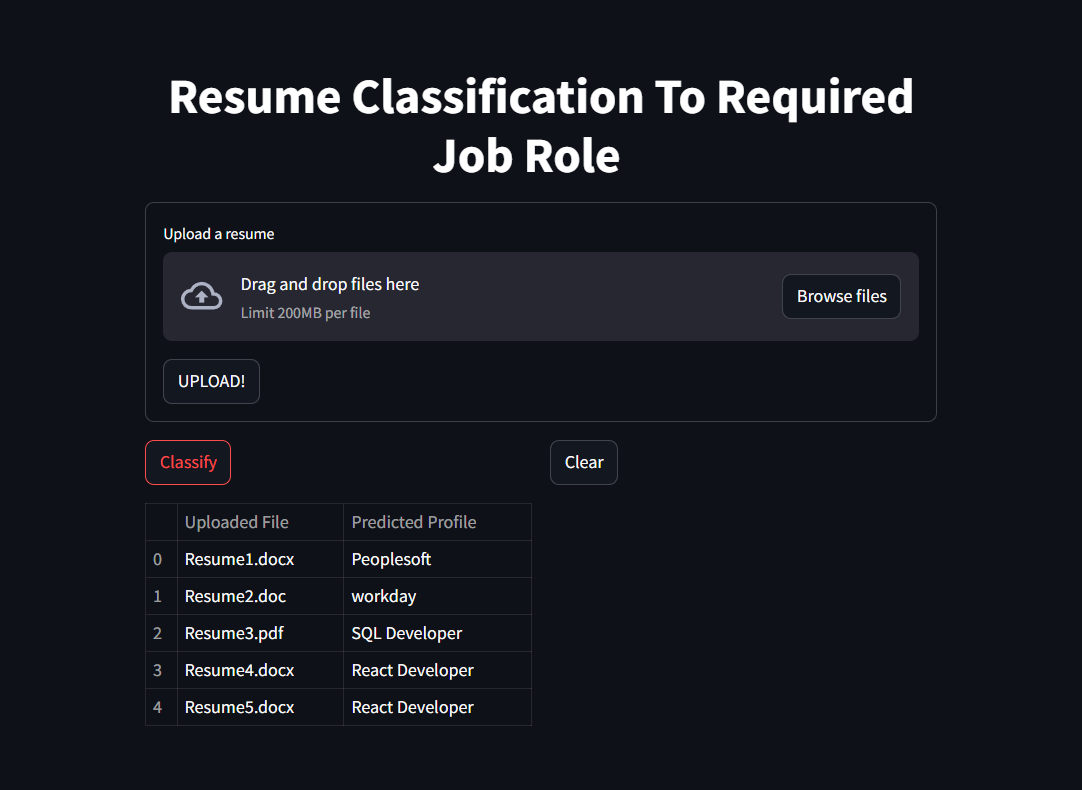 Resume Classification To Required
Job Role
Upload a resume
Drag and drop files here
Limit 200MB per file
Browse files
UPLOAD!
Classify
Clear
Uploaded File Predicted Profile
0 Resume1.docx Peoplesoft
1 Resume2.doc workday
2 Resume3.pdf SQL Developer
3 Resume4.docx React Developer
4 Resume5.docx React Developer